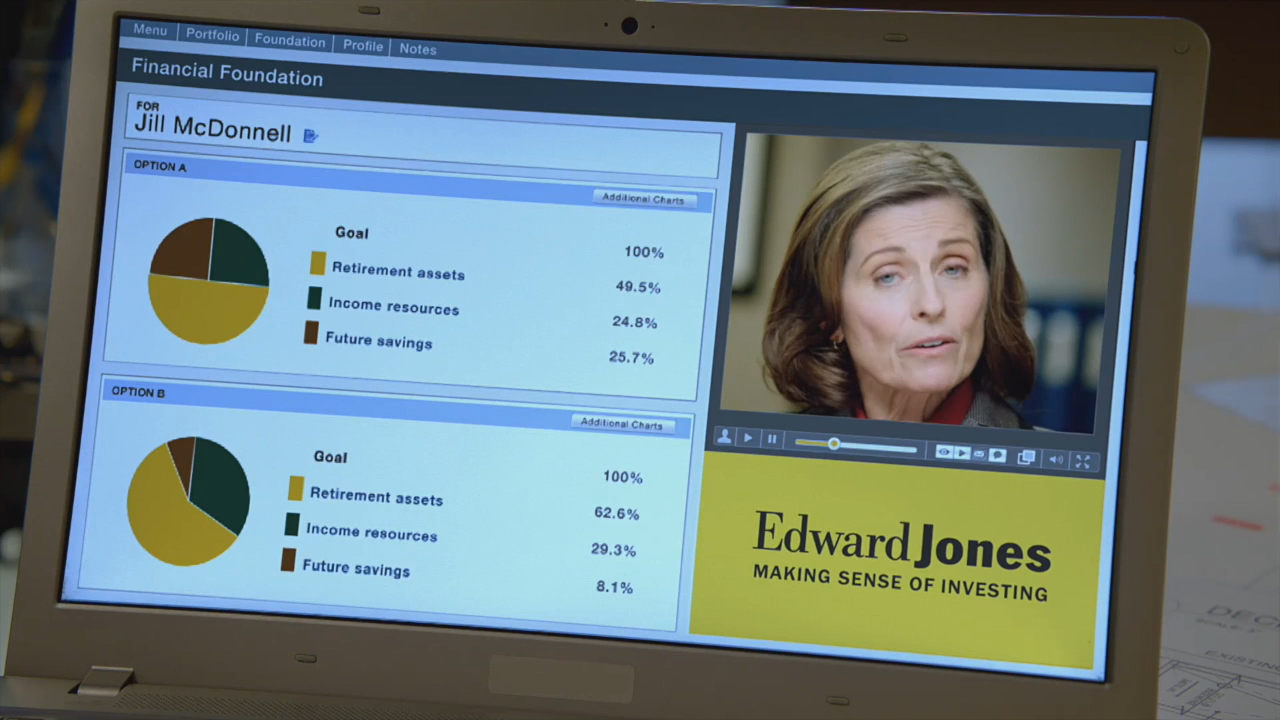 Menu Portfolio Foundation Profile Notes
Financial Foundation
FOR
Jill McDonnell
OPTION A
Additional Charts
Goal 100%
Retirement assets 49.5%
Income resources 24.8%
Future savings 25.7%
OPTION B
Additional Charts
Goal 100%
Retirement assets 62.6%
Income resources 29.3%
Future savings 8.1%
Edward Jones
MAKING SENSE OF INVESTING
DEC
EXISTING